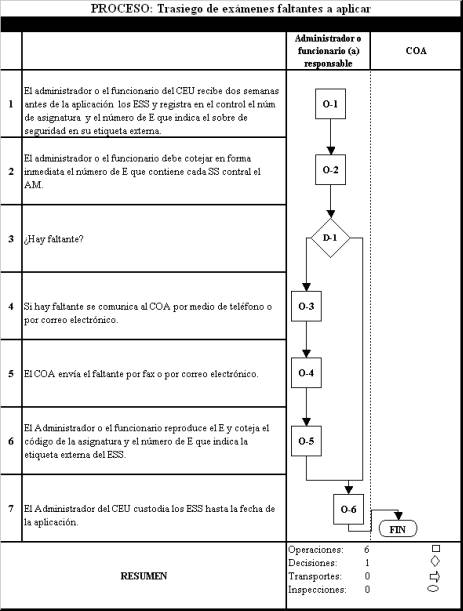 PROCESO: Trasiego de exámenes faltantes a aplicar
Administrador o
funcionario (a)
responsable
COA
1
El administrador o el funcionario del CEU recibe dos semanas
antes de la aplicación los ESS y registra en el control el núm
de asignatura y el número de E que indica el sobre de
seguridad en su etiqueta externa.
O-1
2
El administrador o el funcionario debe cotejar en forma
inmediata el número de E que contiene cada SS contral el
AM.
O-2
3
¿Hay faltante?
D-1
4
Si hay faltante se comunica al COA por medio de teléfono o
por correo electrónico.
O-3
5
El COA envía el faltante por fax o por correo electrónico.
O-4
6
El Administrador o el funcionario reproduce el E y coteja el
código de la asignatura y el número de E que indica la
etiqueta externa del ESS.
O-5
7
El Administrador del CEU custodia los ESS hasta la fecha de
la aplicación.
O-6
FIN
RESUMEN
Operaciones: 6
Decisiones: 1
Transportes: 0
Inspecciones: 0